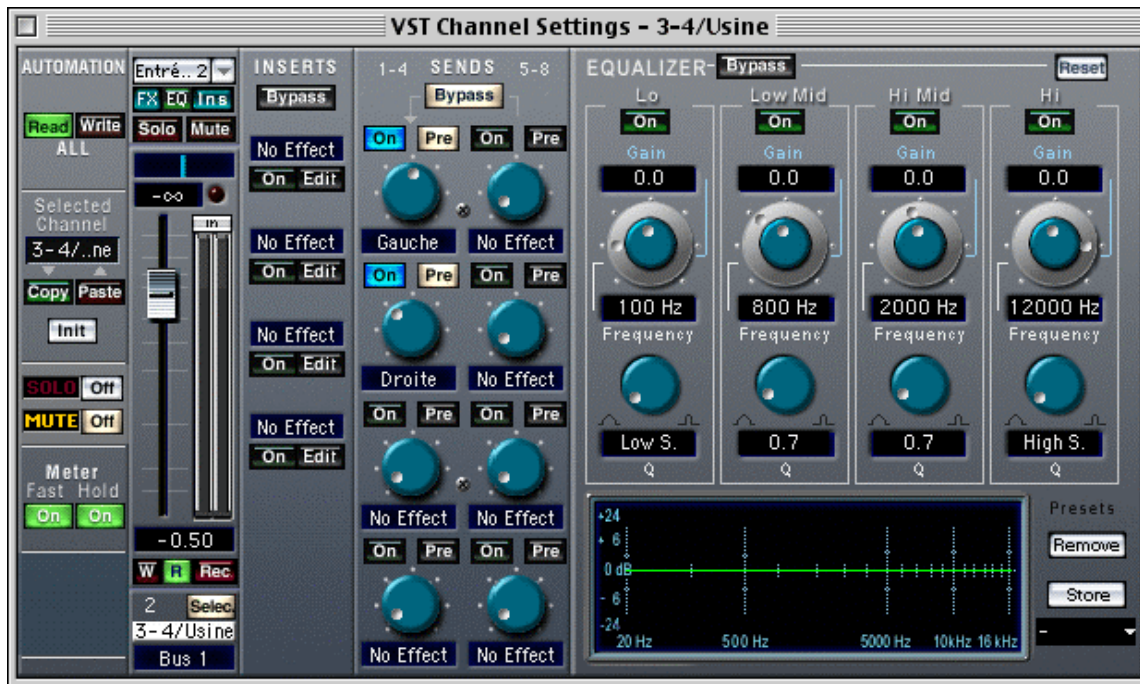 VST Channel Settings - 3-4/Usine
AUTOMATION
Read Write
ALL
Selected
Channel
3-4/..ne
Copy Paste
Init
SOLO Off
MUTE Off
Meter
Fast Hold
On On
Entré.. 2
FX EQ Ins
Solo Mute
-∞
in
-0.50
W R Rec.
2 Selec.
3-4/Usine
Bus 1
INSERTS
Bypass
No Effect
On Edit
No Effect
On Edit
No Effect
On Edit
No Effect
On Edit
1-4 SENDS 5-8
Bypass
On Pre On Pre
Gauche No Effect
On Pre On Pre
Droite No Effect
On Pre On Pre
No Effect No Effect
On Pre On Pre
No Effect No Effect
EQUALIZER Bypass Reset
Lo Low Mid Hi Mid Hi
On On On On
Gain Gain Gain Gain
0.0 0.0 0.0 0.0
100 Hz 800 Hz 2000 Hz 12000 Hz
Frequency Frequency Frequency Frequency
Low S. 0.7 0.7 High S.
Q Q Q Q
+24
+ 6
0 dB
- 6
-24
20 Hz 500 Hz 5000 Hz 10kHz 16 kHz
Presets
Remove
Store
-